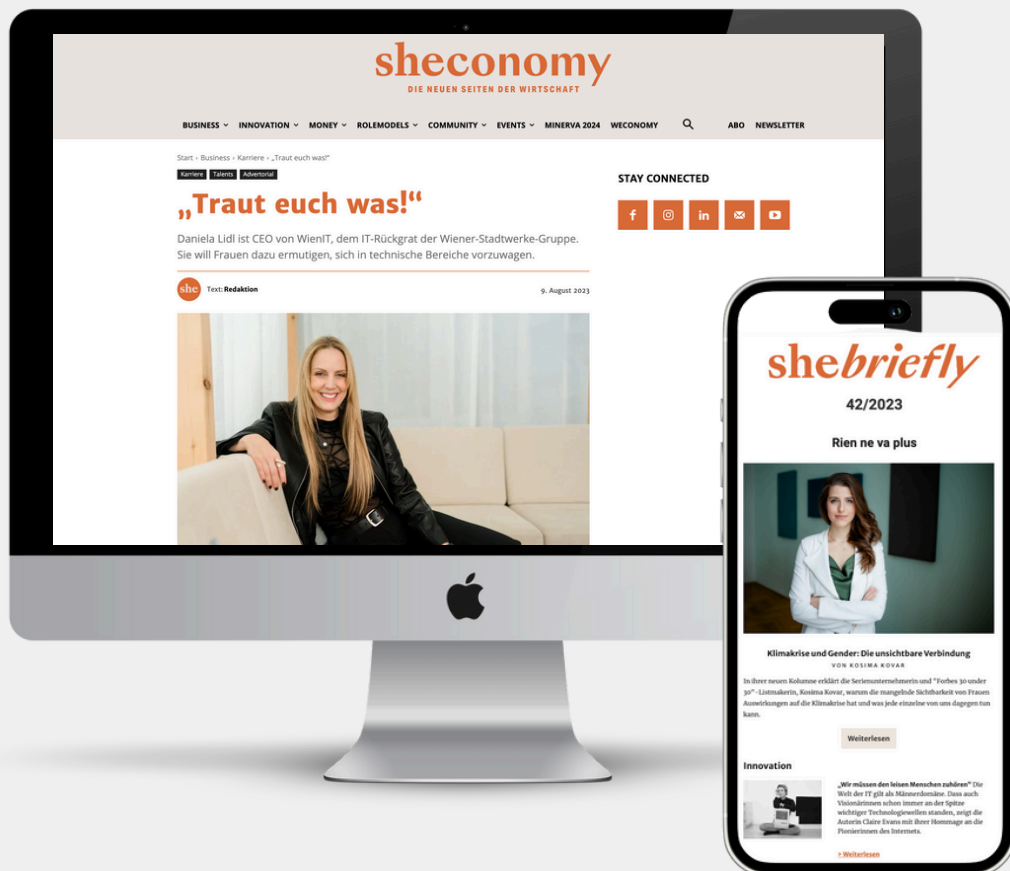 sheconomy
DIE NEUEN SEITEN DER WIRTSCHAFT
BUSINESS INNOVATION MONEY ROLEMODELS COMMUNITY EVENTS MINERVA 2024 WECONOMY ABO NEWSLETTER
Start › Business › Karriere › „Traut euch was!“
Karriere Talents Advertorial
„Traut euch was!“
Daniela Lidl ist CEO von WienIT, dem IT-Rückgrat der Wiener-Stadtwerke-Gruppe.
Sie will Frauen dazu ermutigen, sich in technische Bereiche vorzuwagen.
she Text: Redaktion 9. August 2023
STAY CONNECTED
shebriefly
42/2023
Rien ne va plus
Klimakrise und Gender: Die unsichtbare Verbindung
VON KOSIMA KOVAR
In ihrer neuen Kolumne erklärt die Serienunternehmerin und "Forbes 30 under
30"-Listmakerin, Kosima Kovar, warum die mangelnde Sichtbarkeit von Frauen
Auswirkungen auf die Klimakrise hat und was jede einzelne von uns dagegen tun
kann.
Weiterlesen
Innovation
„Wir müssen den leisen Menschen zuhören" Die
Welt der IT gilt als Männerdomäne. Dass auch
Visionärinnen schon immer an der Spitze
wichtiger Technologiewellen standen, zeigt die
Autorin Claire Evans mit ihrer Hommage an die
Pionierinnen des Internets.
> Weiterlesen